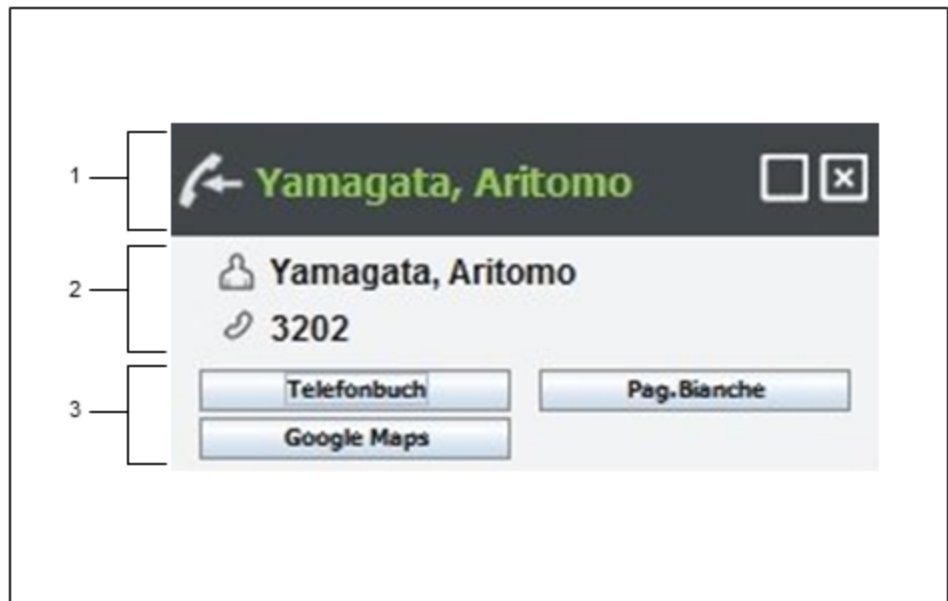 1
Yamagata, Aritomo
2
Yamagata, Aritomo
3202
3
Telefonbuch
Pag.Bianche
Google Maps